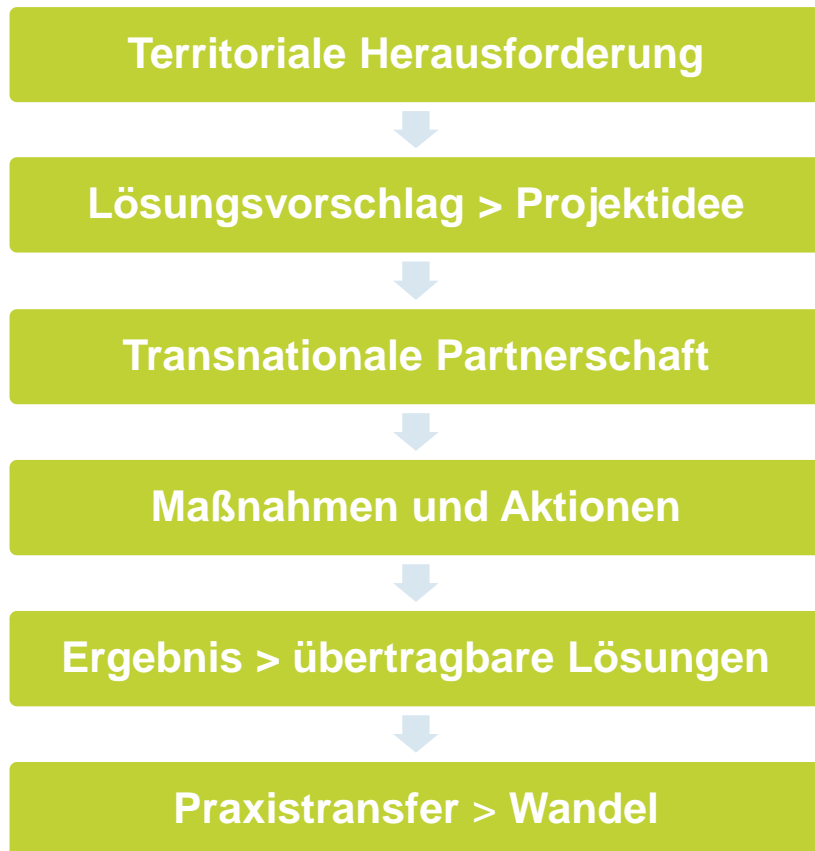 Territoriale Herausforderung
Lösungsvorschlag > Projektidee
Transnationale Partnerschaft
Maßnahmen und Aktionen
Ergebnis > übertragbare Lösungen
Praxistransfer > Wandel